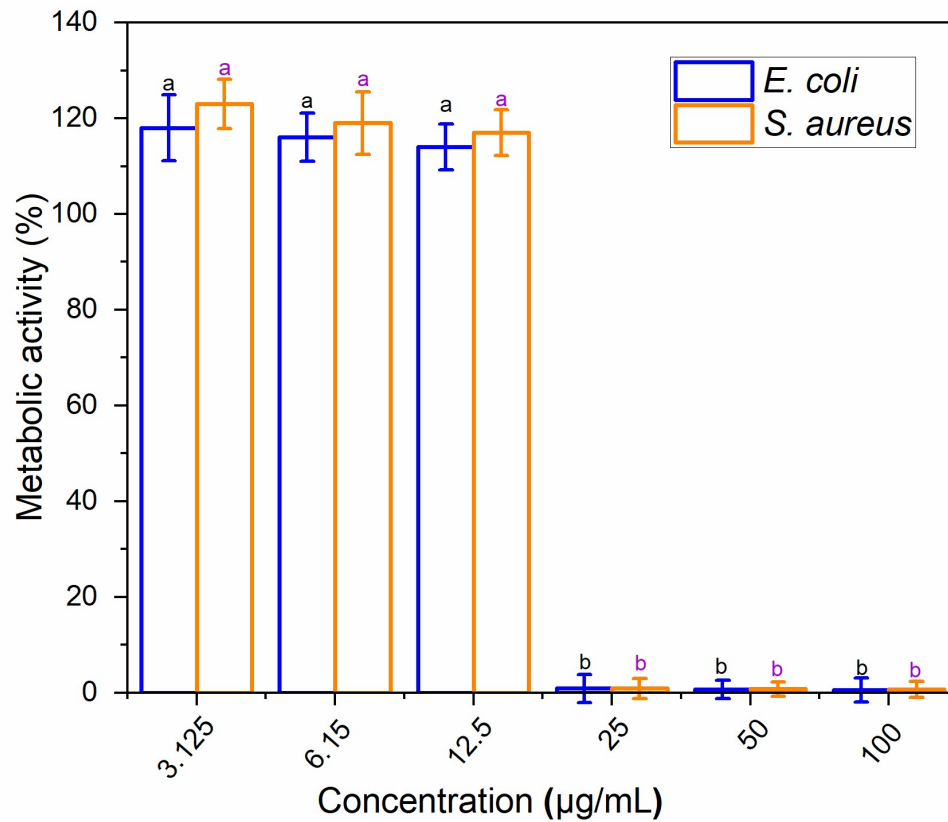 140
120
100
80
60
40
20
0
Metabolic activity (%)
a a a a a a b b b b b b
E. coli
S. aureus
3.125 6.15 12.5 25 50 100
Concentration (µg/mL)